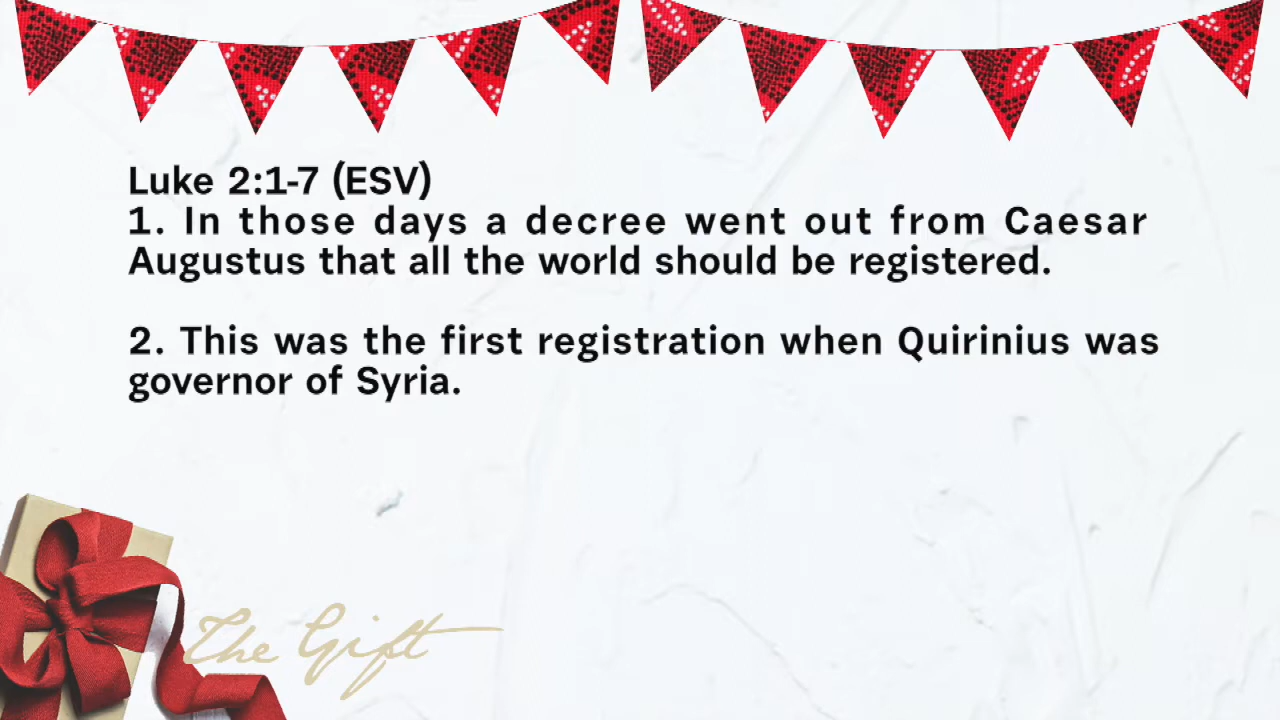 Luke 2:1-7 (ESV)
1. In those days a decree went out from Caesar
Augustus that all the world should be registered.
2. This was the first registration when Quirinius was
governor of Syria.
The Gift